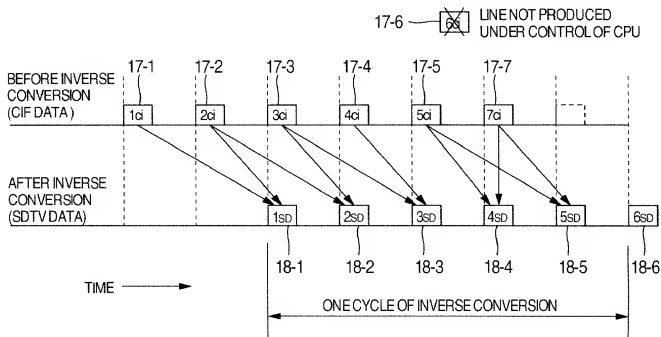 17-6
6ci
LINE NOT PRODUCED
UNDER CONTROL OF CPU
17-1
17-2
17-3
17-4
17-5
17-7
BEFORE INVERSE
CONVERSION
(CIF DATA)
1ci
2ci
3ci
4ci
5ci
7ci
AFTER INVERSE
CONVERSION
(SDTV DATA)
1SD
2SD
3SD
4SD
5SD
6SD
18-1
18-2
18-3
18-4
18-5
18-6
TIME
ONE CYCLE OF INVERSE CONVERSION